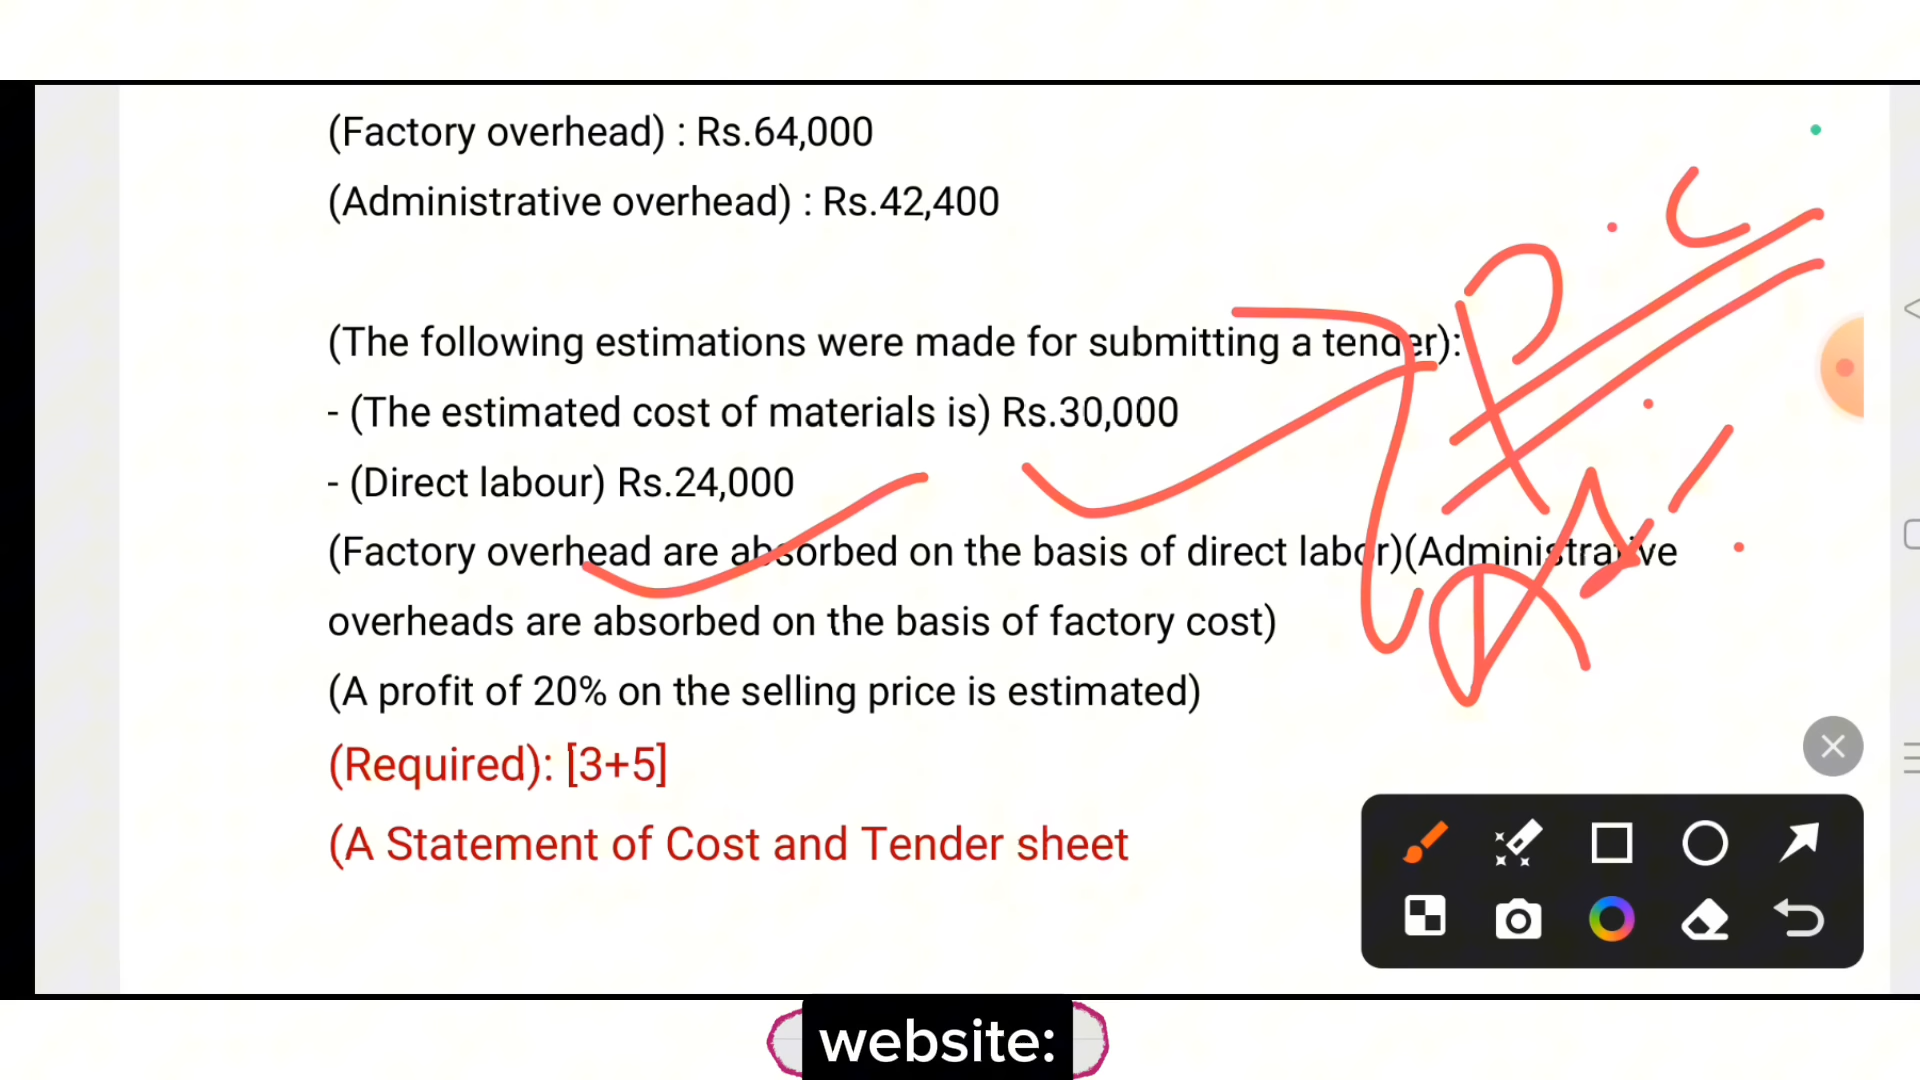 (Factory overhead) : Rs.64,000
(Administrative overhead) : Rs.42,400
(The following estimations were made for submitting a tender):
- (The estimated cost of materials is) Rs.30,000
- (Direct labour) Rs.24,000
(Factory overhead are absorbed on the basis of direct labor)(Administrative
overheads are absorbed on the basis of factory cost)
(A profit of 20% on the selling price is estimated)
(Required): [3+5]
(A Statement of Cost and Tender sheet
website: